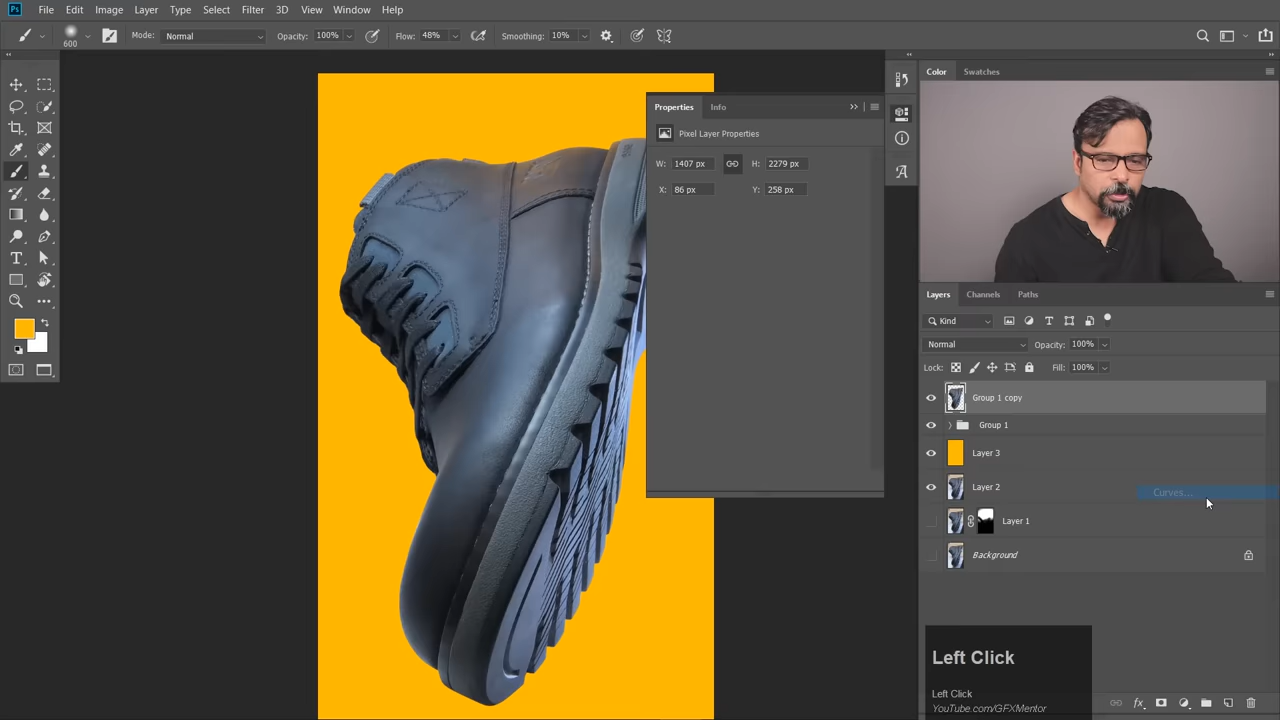 Ps File Edit Image Layer Type Select Filter 3D View Window Help
600 Mode: Normal Opacity: 100% Flow: 48% Smoothing: 10%
Color Swatches
Properties Info
Pixel Layer Properties
W: 1407 px H: 2279 px
X: 86 px Y: 258 px
Layers Channels Paths
Kind
Normal Opacity: 100%
Lock: Fill: 100%
Group 1 copy
Group 1
Layer 3
Layer 2
Curves...
Layer 1
Background
Left Click
Left Click
YouTube.com/GFXMentor